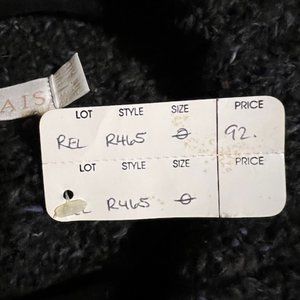 AIS
LOT STYLE SIZE PRICE
REL R465 0 92.
LOT STYLE SIZE PRICE
R465 0